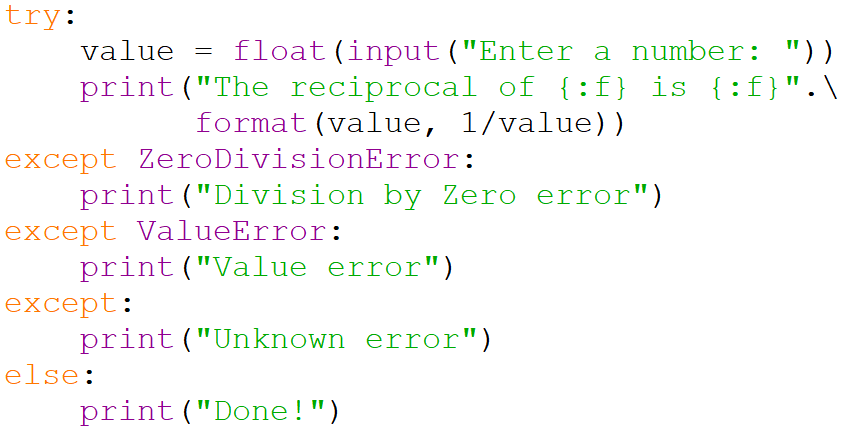 try:
    value = float(input("Enter a number: "))
    print("The reciprocal of {:f} is {:f}".\
          format(value, 1/value))
except ZeroDivisionError:
    print("Division by Zero error")
except ValueError:
    print("Value error")
except:
    print("Unknown error")
else:
    print("Done!")